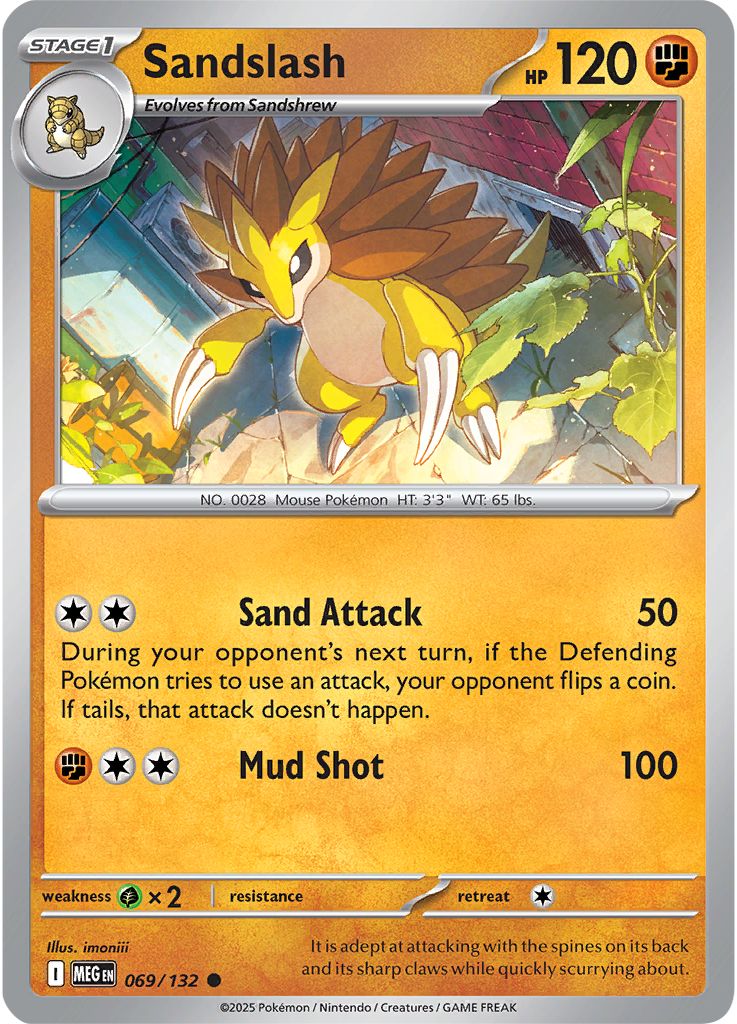 STAGE1
Sandslash
HP 120
Evolves from Sandshrew
NO. 0028 Mouse Pokémon HT: 3'3" WT: 65 lbs.
Sand Attack 50
During your opponent's next turn, if the Defending
Pokémon tries to use an attack, your opponent flips a coin.
If tails, that attack doesn't happen.
Mud Shot 100
weakness ×2 resistance retreat
Illus. imoniii
It is adept at attacking with the spines on its back
and its sharp claws while quickly scurrying about.
I MEG EN 069/132
©2025 Pokémon / Nintendo / Creatures / GAME FREAK